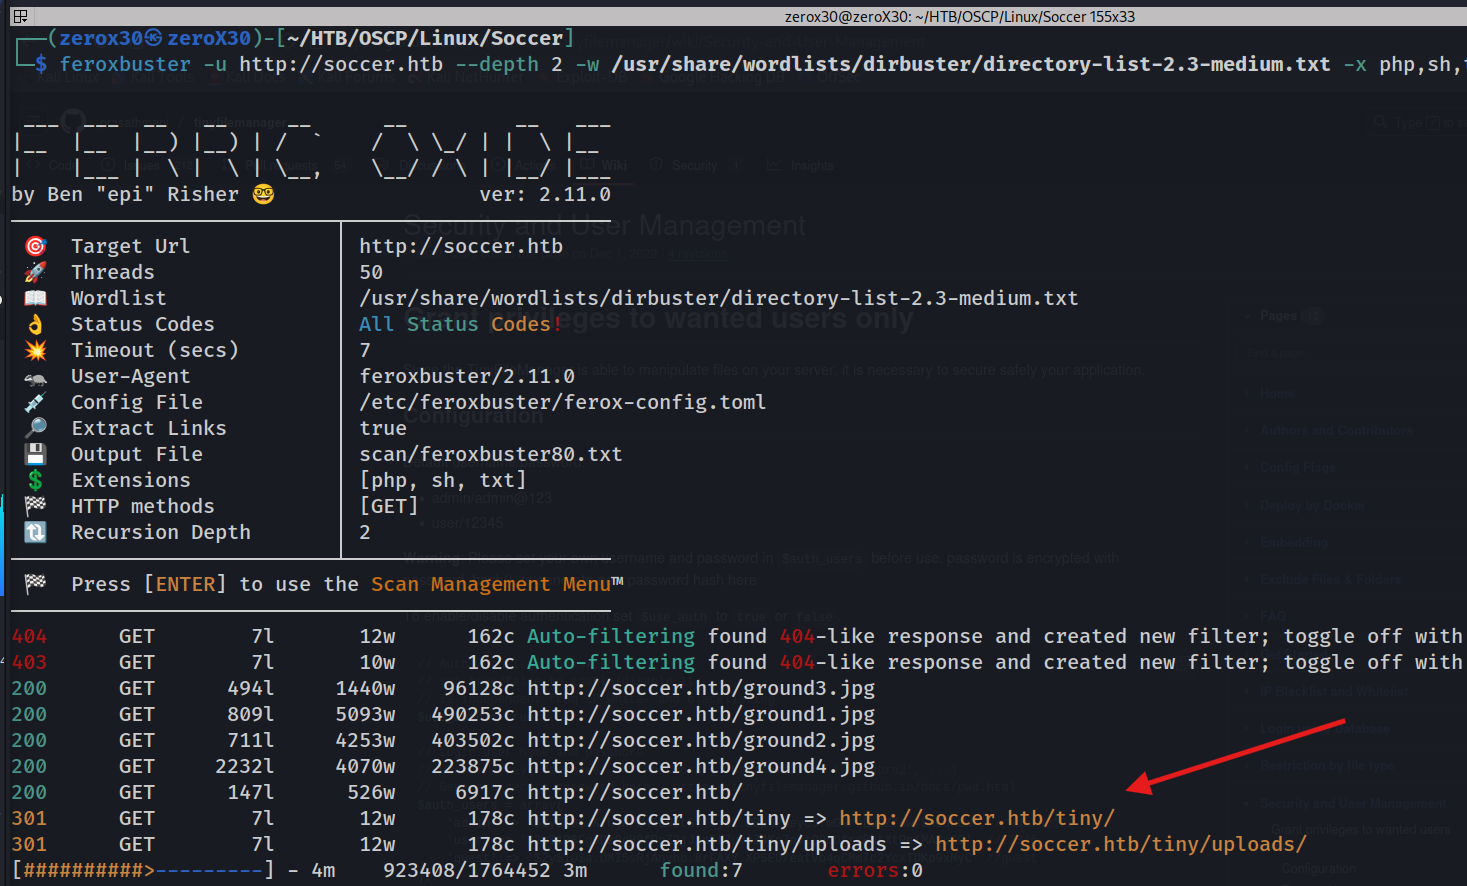 zerox30@zeroX30: ~/HTB/OSCP/Linux/Soccer 155x33
(zerox30㉿zeroX30)-[~/HTB/OSCP/Linux/Soccer]
$ feroxbuster -u http://soccer.htb --depth 2 -w /usr/share/wordlists/dirbuster/directory-list-2.3-medium.txt -x php,sh,
by Ben "epi" Risher 🤓 ver: 2.11.0
Security and User Management
🎯 Target Url │ http://soccer.htb
🚀 Threads │ 50
📖 Wordlist │ /usr/share/wordlists/dirbuster/directory-list-2.3-medium.txt
👌 Status Codes │ All Status Codes!
💥 Timeout (secs) │ 7
🦡 User-Agent │ feroxbuster/2.11.0
💉 Config File │ /etc/feroxbuster/ferox-config.toml
🔎 Extract Links │ true
💾 Output File │ scan/feroxbuster80.txt
💲 Extensions │ [php, sh, txt]
🏁 HTTP methods │ [GET]
🔃 Recursion Depth │ 2
🏁 Press [ENTER] to use the Scan Management Menu™
404 GET 7l 12w 162c Auto-filtering found 404-like response and created new filter; toggle off with
403 GET 7l 10w 162c Auto-filtering found 404-like response and created new filter; toggle off with
200 GET 494l 1440w 96128c http://soccer.htb/ground3.jpg
200 GET 809l 5093w 490253c http://soccer.htb/ground1.jpg
200 GET 711l 4253w 403502c http://soccer.htb/ground2.jpg
200 GET 2232l 4070w 223875c http://soccer.htb/ground4.jpg
200 GET 147l 526w 6917c http://soccer.htb/
301 GET 7l 12w 178c http://soccer.htb/tiny => http://soccer.htb/tiny/
301 GET 7l 12w 178c http://soccer.htb/tiny/uploads => http://soccer.htb/tiny/uploads/
[##########>---------] - 4m 923408/1764452 3m found:7 errors:0